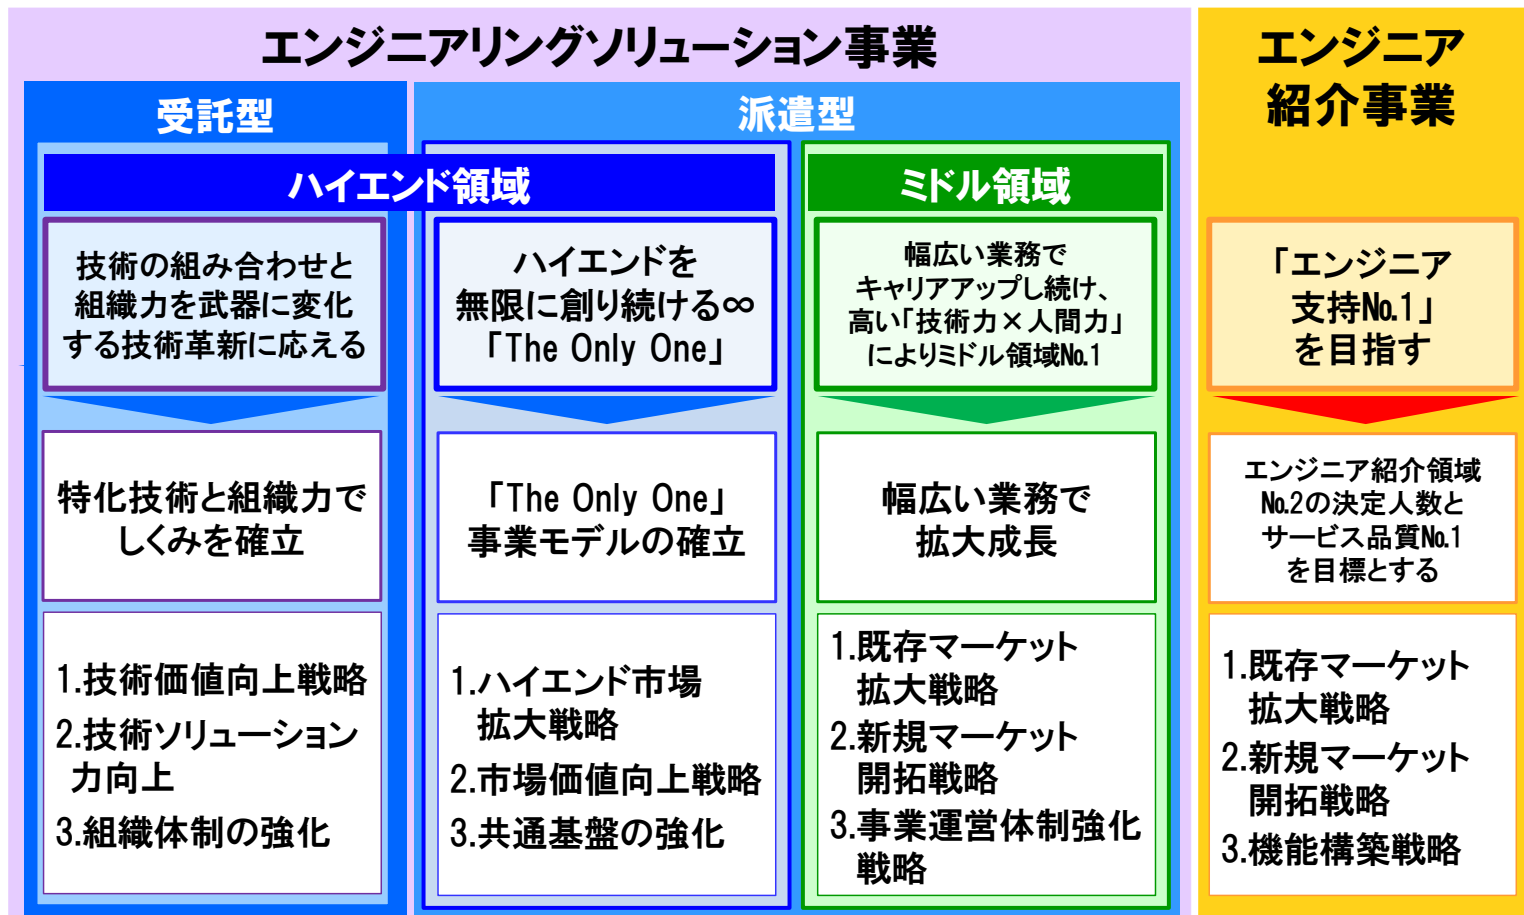 エンジニアリングソリューション事業
受託型
派遣型
ハイエンド領域
ミドル領域
技術の組み合わせと
組織力を武器に変化
する技術革新に応える
ハイエンドを
無限に創り続ける∞
「The Only One」
幅広い業務で
キャリアアップし続け、
高い「技術力×人間力」
によりミドル領域№1
特化技術と組織力で
しくみを確立
「The Only One」
事業モデルの確立
幅広い業務で
拡大成長
1.技術価値向上戦略
2.技術ソリューション
力向上
3.組織体制の強化
1.ハイエンド市場
拡大戦略
2.市場価値向上戦略
3.共通基盤の強化
1.既存マーケット
拡大戦略
2.新規マーケット
開拓戦略
3.事業運営体制強化
戦略
エンジニア
紹介事業
「エンジニア
支持№1」
を目指す
エンジニア紹介領域
№2の決定人数と
サービス品質№1
を目標とする
1.既存マーケット
拡大戦略
2.新規マーケット
開拓戦略
3.機能構築戦略